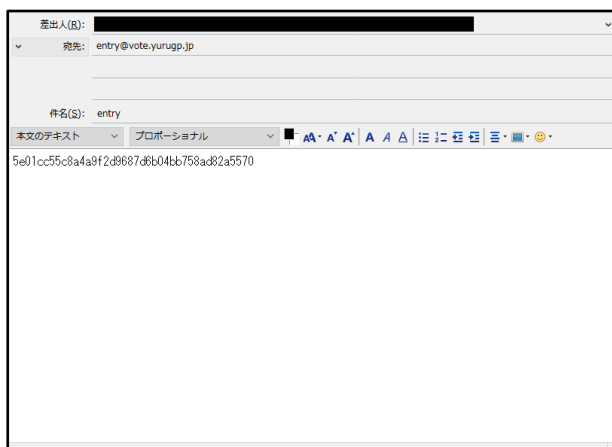 差出人(R):
宛先: entry@vote.yurugp.jp
件名(S): entry
本文のテキスト プロポーショナル
5e01cc55c8a4a9f2d9687d6b04bb758ad82a5570